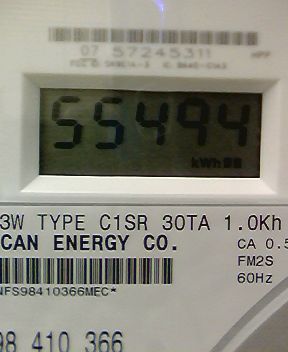 07 57245311
55494
kWh
3W TYPE C1SR 30TA 1.0Kh
CAN ENERGY CO.
CA 0.5
FM2S
60Hz
NFS98410366MEC*
98 410 366